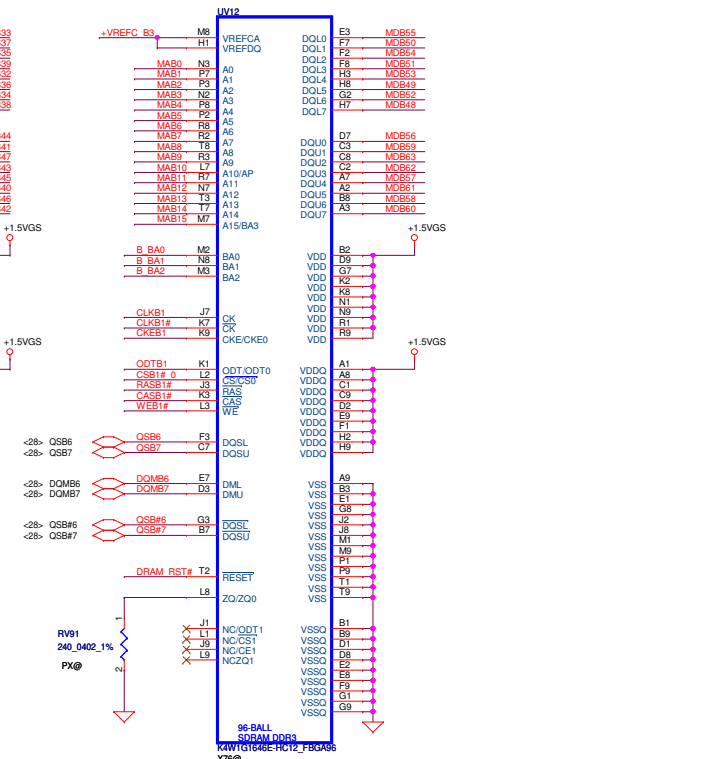 UV12
+VREFC_B3 M8 VREFCA DQL0 E3 MDB55
H1 VREFDQ DQL1 F7 MDB50
DQL2 F2 MDB54
MAB0 N3 A0 DQL3 F8 MDB51
MAB1 P7 A1 DQL4 H3 MDB53
MAB2 P3 A2 DQL5 H8 MDB49
MAB3 N2 A3 DQL6 G2 MDB52
MAB4 P8 A4 DQL7 H7 MDB48
MAB5 P2 A5
MAB6 R8 A6
MAB7 R2 A7 DQU0 D7 MDB56
MAB8 T8 A8 DQU1 C3 MDB59
MAB9 R3 A9 DQU2 C8 MDB63
MAB10 L7 A10/AP DQU3 C2 MDB62
MAB11 R7 A11 DQU4 A7 MDB57
MAB12 N7 A12 DQU5 A2 MDB61
MAB13 T3 A13 DQU6 B8 MDB58
MAB14 T7 A14 DQU7 A3 MDB60
MAB15 M7 A15/BA3
+1.5VGS +1.5VGS
B_BA0 M2 BA0 VDD B2
B_BA1 N8 BA1 VDD D9
B_BA2 M3 BA2 VDD G7
VDD K2
VDD K8
VDD N1
CLKB1 J7 CK VDD N9
CLKB1# K7 CK VDD R1
CKEB1 K9 CKE/CKE0 VDD R9
+1.5VGS +1.5VGS
ODTB1 K1 ODT/ODT0 VDDQ A1
CSB1#_0 L2 CS/CS0 VDDQ A8
RASB1# J3 RAS VDDQ C1
CASB1# K3 CAS VDDQ C9
WEB1# L3 WE VDDQ D2
VDDQ E9
VDDQ F1
<28> QSB6 QSB6 F3 DQSL VDDQ H2
<28> QSB7 QSB7 C7 DQSU VDDQ H9
<28> DQMB6 DQMB6 E7 DML VSS A9
<28> DQMB7 DQMB7 D3 DMU VSS B3
VSS E1
VSS G8
<28> QSB#6 QSB#6 G3 DQSL VSS J2
<28> QSB#7 QSB#7 B7 DQSU VSS J8
VSS M1
VSS M9
VSS P1
DRAM_RST# T2 RESET VSS P9
VSS T1
L8 ZQ/ZQ0 VSS T9
1
J1 NC/ODT1 VSSQ B1
RV91 L1 NC/CS1 VSSQ B9
240_0402_1% J9 NC/CE1 VSSQ D1
L9 NCZQ1 VSSQ D8
PX@ 2 VSSQ E2
VSSQ E8
VSSQ F9
VSSQ G1
VSSQ G9
96-BALL
SDRAM DDR3
K4W1G1646E-HC12_FBGA96